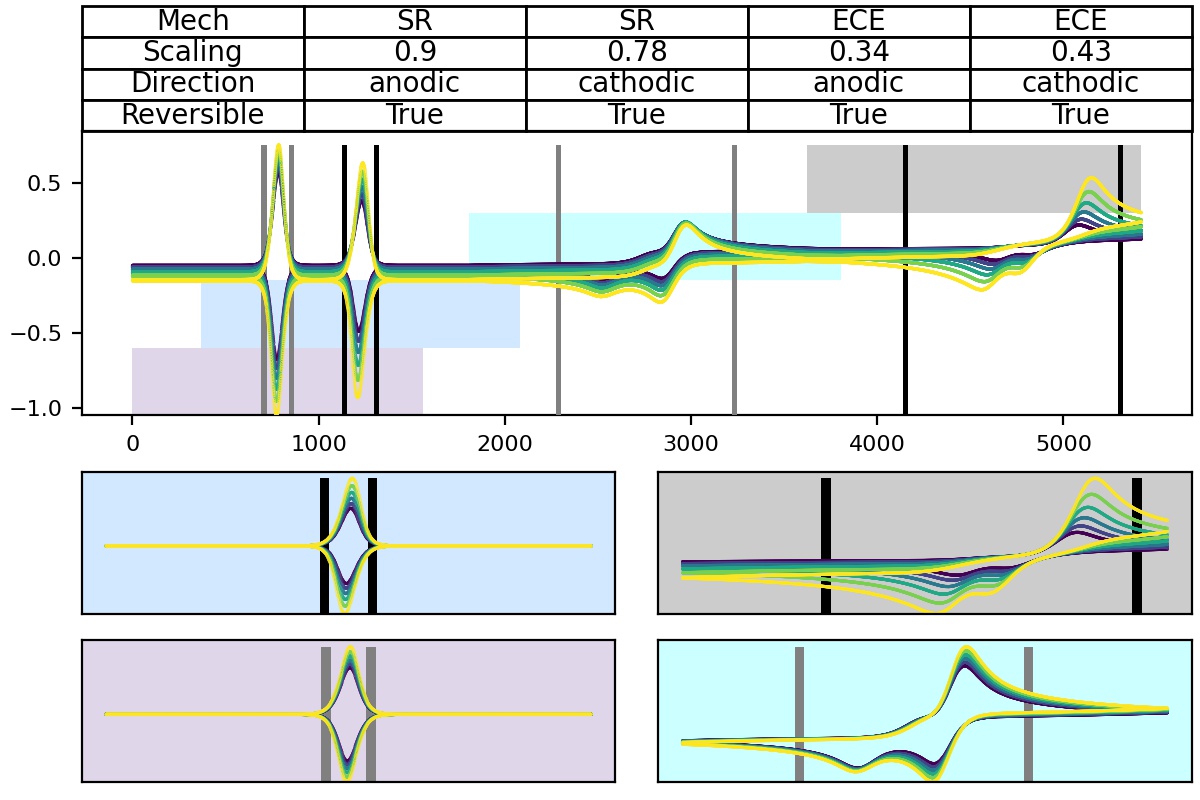 Mech SR SR ECE ECE
Scaling 0.9 0.78 0.34 0.43
Direction anodic cathodic anodic cathodic
Reversible True True True True
0.5
0.0
−0.5
−1.0
0 1000 2000 3000 4000 5000